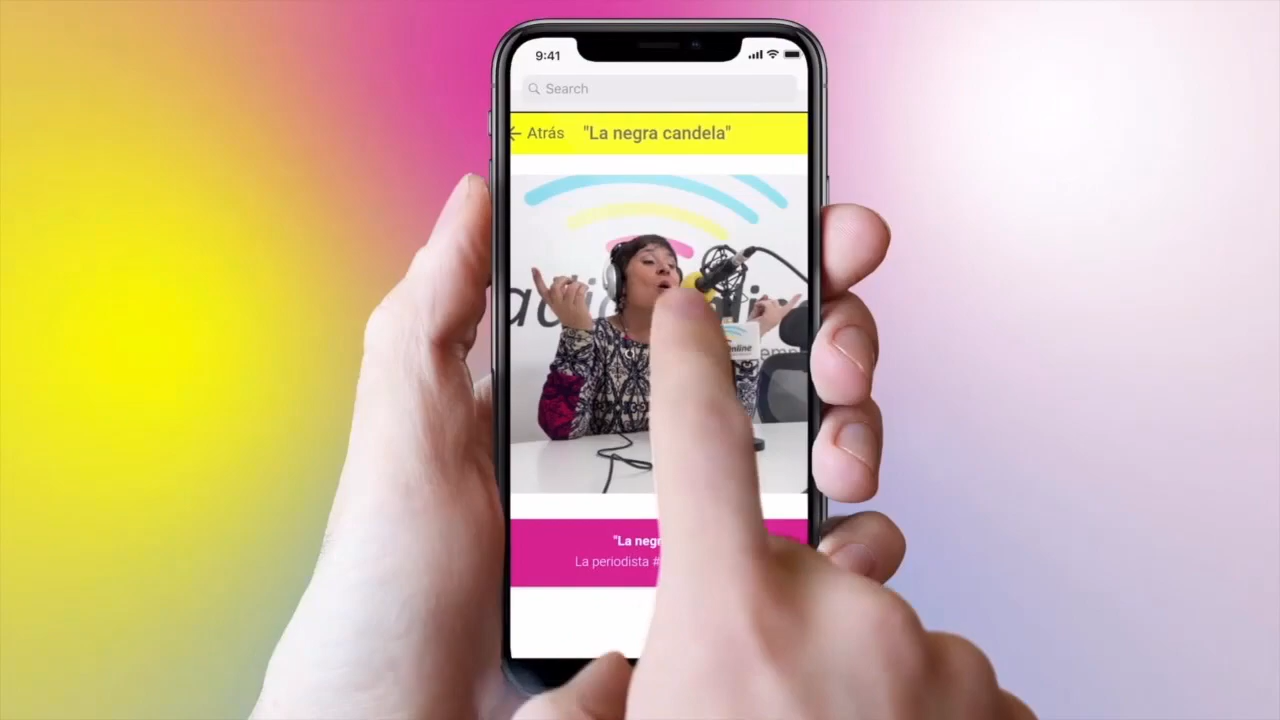 9:41
Search
← Atrás "La negra candela"
"La negr
La periodista #